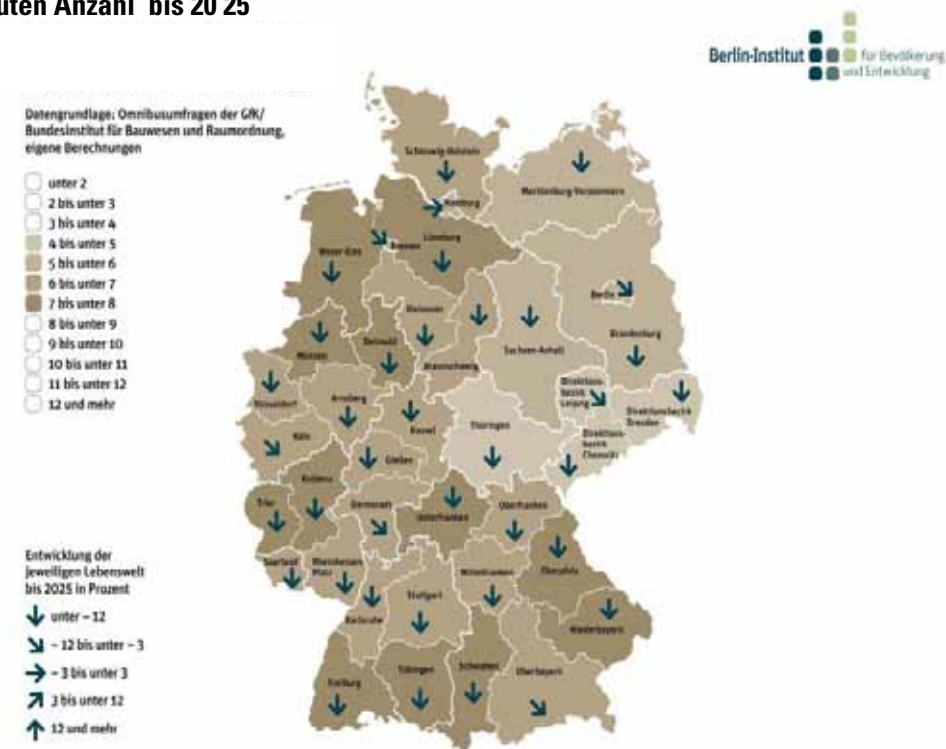 uten Anzahl bis 20 25
Berlin-Institut
für Bevölkerung
und Entwicklung
Datengrundlage: Omnibusumfragen der GfK/
Bundesinstitut für Bauwesen und Raumordnung,
eigene Berechnungen
unter 2
2 bis unter 3
3 bis unter 4
4 bis unter 5
5 bis unter 6
6 bis unter 7
7 bis unter 8
8 bis unter 9
9 bis unter 10
10 bis unter 11
11 bis unter 12
12 und mehr
Schleswig-Holstein
Mecklenburg-Vorpommern
Hamburg
Bremen
Lüneburg
Weser-Ems
Berlin
Hannover
Brandenburg
Münster
Detmold
Sachsen-Anhalt
Braunschweig
Direktions-
bezirk
Leipzig
Düsseldorf
Arnsberg
Direktionsbezirk
Dresden
Kassel
Thüringen
Direktions-
bezirk
Chemnitz
Köln
Gießen
Koblenz
Trier
Darmstadt
Unterfranken
Oberfranken
Saarland
Rheinhessen
Pfalz
Mittelfranken
Oberpfalz
Stuttgart
Karlsruhe
Niederbayern
Freiburg
Tübingen
Schwaben
Oberbayern
Entwicklung der
jeweiligen Lebenswelt
bis 2025 in Prozent
unter – 12
– 12 bis unter – 3
– 3 bis unter 3
3 bis unter 12
12 und mehr